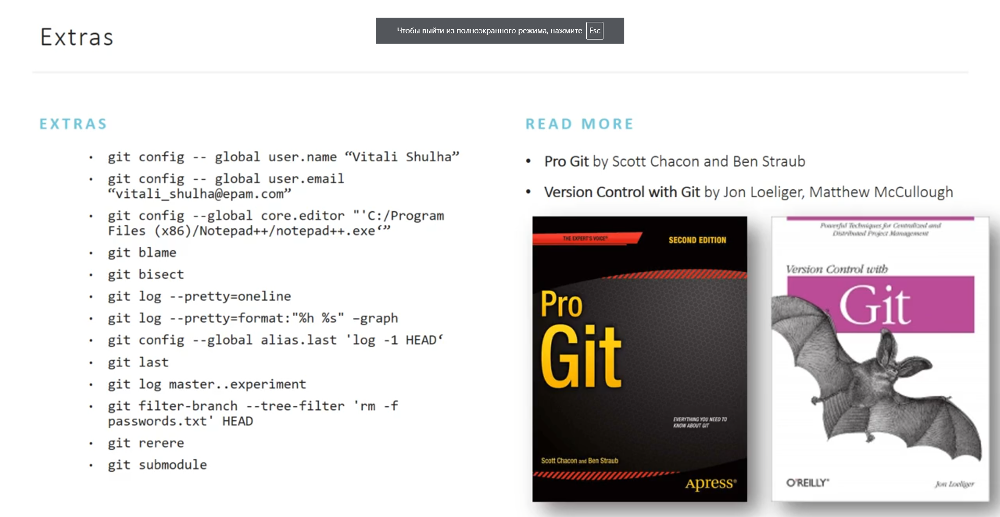 Extras
Чтобы выйти из полноэкранного режима, нажмите Esc
EXTRAS
• git config -- global user.name “Vitali Shulha”
• git config -- global user.email
“vitali_shulha@epam.com”
• git config --global core.editor "'C:/Program
Files (x86)/Notepad++/notepad++.exe‘”
• git blame
• git bisect
• git log --pretty=oneline
• git log --pretty=format:"%h %s" –graph
• git config --global alias.last 'log -1 HEAD‘
• git last
• git log master..experiment
• git filter-branch --tree-filter 'rm -f
passwords.txt' HEAD
• git rerere
• git submodule
READ MORE
• Pro Git by Scott Chacon and Ben Straub
• Version Control with Git by Jon Loeliger, Matthew McCullough
THE EXPERT'S VOICE®
SECOND EDITION
Pro
Git
EVERYTHING YOU NEED TO
KNOW ABOUT GIT
Scott Chacon and Ben Straub
Apress®
Powerful Techniques for Centralized and
Distributed Project Management
Version Control with
Git
O'REILLY®
Jon Loeliger